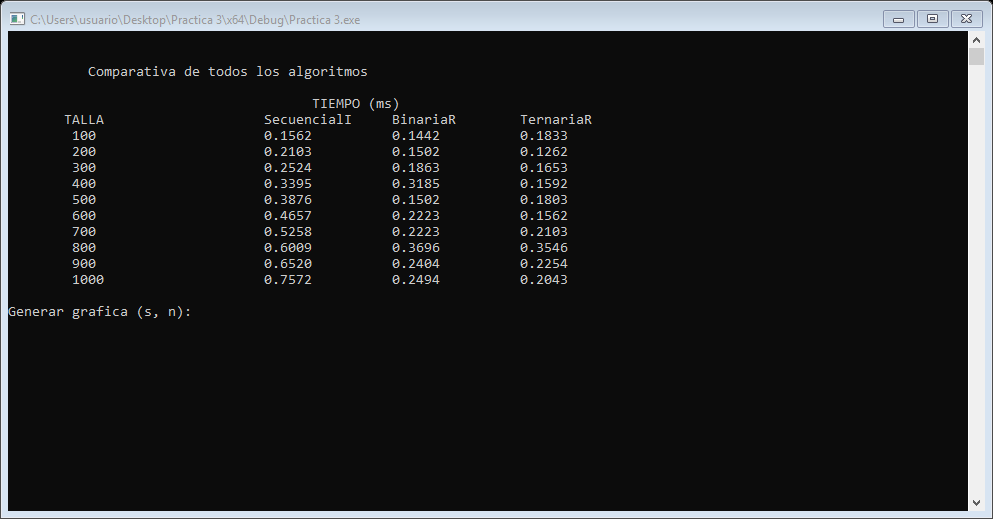 C:\Users\usuario\Desktop\Practica 3\x64\Debug\Practica 3.exe
Comparativa de todos los algoritmos
TIEMPO (ms)
TALLA SecuencialI BinariaR TernariaR
100 0.1562 0.1442 0.1833
200 0.2103 0.1502 0.1262
300 0.2524 0.1863 0.1653
400 0.3395 0.3185 0.1592
500 0.3876 0.1502 0.1803
600 0.4657 0.2223 0.1562
700 0.5258 0.2223 0.2103
800 0.6009 0.3696 0.3546
900 0.6520 0.2404 0.2254
1000 0.7572 0.2494 0.2043
Generar grafica (s, n):